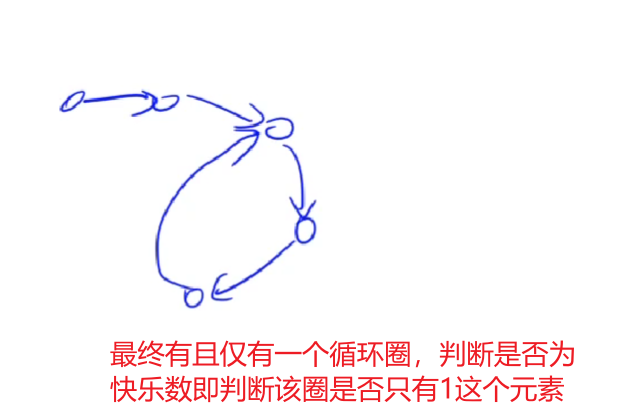 最终有且仅有一个循环圈，判断是否为
快乐数即判断该圈是否只有1这个元素